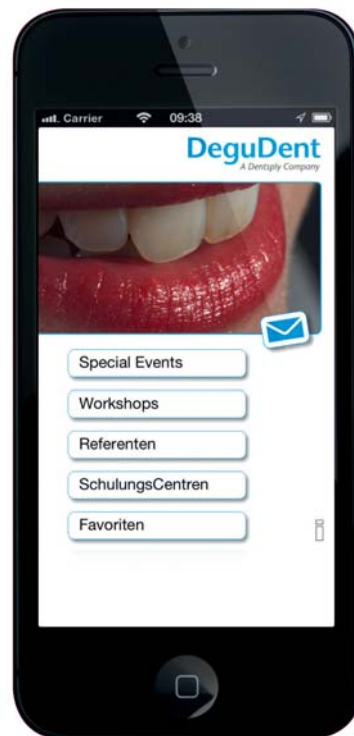 Carrier 09:38
DeguDent
A Dentsply Company
Special Events
Workshops
Referenten
SchulungsCentren
Favoriten
i